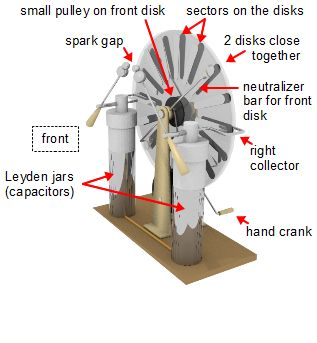 small pulley on front disk
sectors on the disks
spark gap
2 disks close
together
neutralizer
bar for front
disk
front
right
collector
Leyden jars
(capacitors)
hand crank